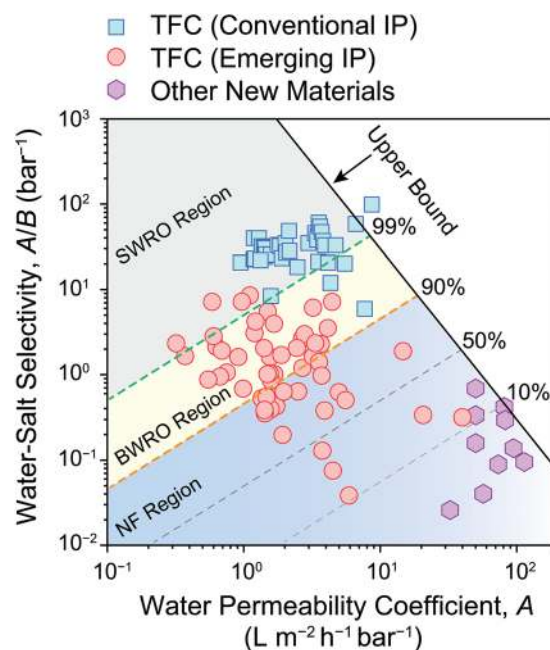 TFC (Conventional IP)
TFC (Emerging IP)
Other New Materials
10³
10²
10¹
10⁰
10⁻¹
10⁻²
Water-Salt Selectivity, A/B (bar⁻¹)
SWRO Region
BWRO Region
NF Region
Upper Bound
99%
90%
50%
10%
10⁻¹
10⁰
10¹
10²
Water Permeability Coefficient, A
(L m⁻² h⁻¹ bar⁻¹)